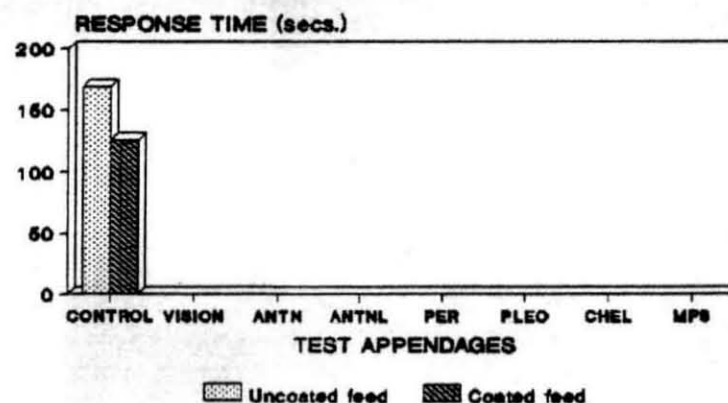 RESPONSE TIME (secs.)
200
150
100
50
0
CONTROL VISION ANTN ANTNL PER PLEO CHEL MPS
TEST APPENDAGES
Uncoated feed Coated feed